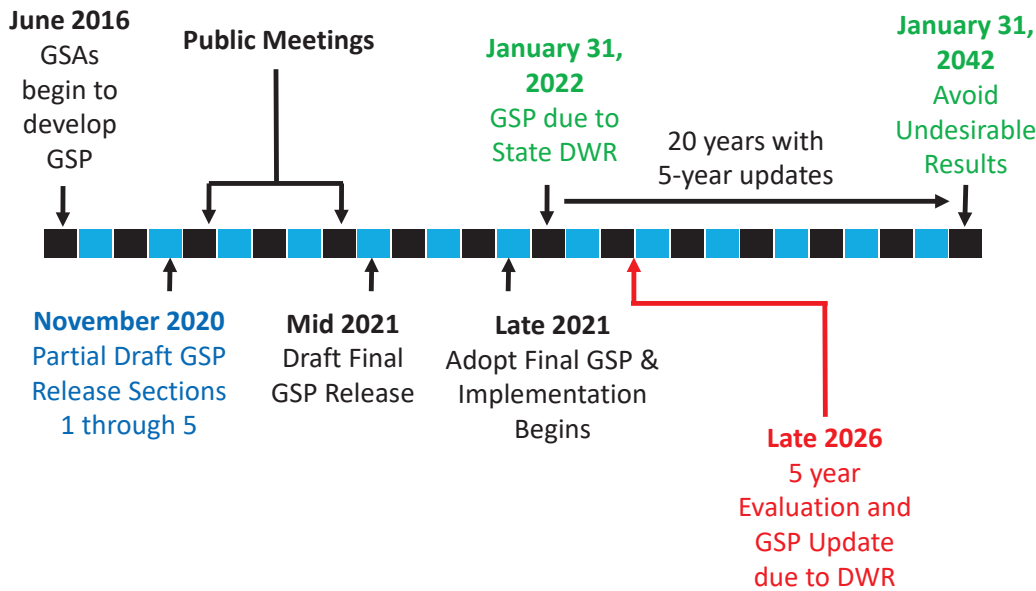 June 2016
GSAs
begin to
develop
GSP
Public Meetings
January 31,
2022
GSP due to
State DWR
20 years with
5-year updates
January 31,
2042
Avoid
Undesirable
Results
November 2020
Partial Draft GSP
Release Sections
1 through 5
Mid 2021
Draft Final
GSP Release
Late 2021
Adopt Final GSP &
Implementation
Begins
Late 2026
5 year
Evaluation and
GSP Update
due to DWR